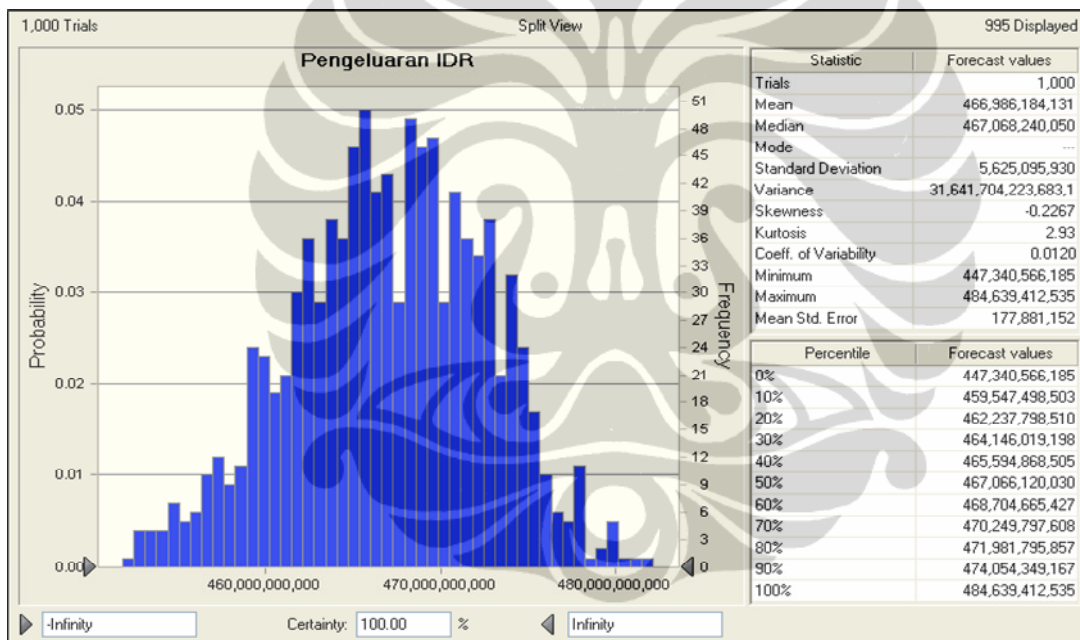 1,000 Trials Split View 995 Displayed
Pengeluaran IDR
Probability
0.05
0.04
0.03
0.02
0.01
0.00
460,000,000,000 470,000,000,000 480,000,000,000
Frequency
51
48
45
42
39
36
33
30
27
24
21
18
15
12
9
6
3
0
Statistic Forecast values
Trials 1,000
Mean 466,986,184,131
Median 467,068,240,050
Mode ---
Standard Deviation 5,625,095,930
Variance 31,641,704,223,683,1
Skewness -0.2267
Kurtosis 2.93
Coeff. of Variability 0.0120
Minimum 447,340,566,185
Maximum 484,639,412,535
Mean Std. Error 177,881,152
Percentile Forecast values
0% 447,340,566,185
10% 459,547,498,503
20% 462,237,798,510
30% 464,146,019,198
40% 465,594,868,505
50% 467,066,120,030
60% 468,704,665,427
70% 470,249,797,608
80% 471,981,795,857
90% 474,054,349,167
100% 484,639,412,535
-Infinity Certainty: 100.00 % Infinity